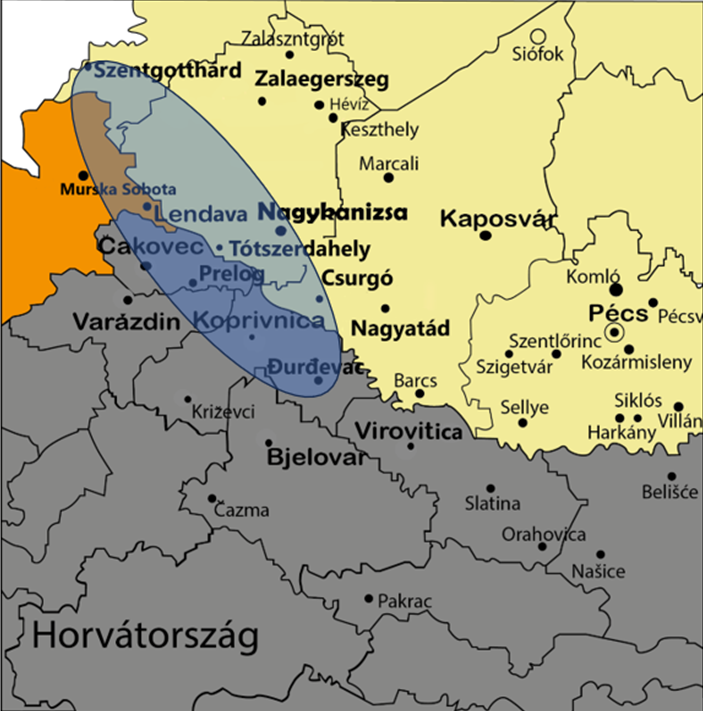 Zalaszntgrót
Siófok
Szentgotthárd
Zalaegerszeg
Hévíz
Keszthely
Marcali
Murska Sobota
Lendava
Nagykanizsa
Kaposvár
Čakovec
Tótszerdahely
Prelog
Csurgó
Komló
Pécs
Pécsv
Varázdin
Koprivnica
Nagyatád
Szentlőrinc
Szigetvár
Kozármisleny
Đurđevac
Barcs
Siklós
Sellye
Villán
Križevci
Harkány
Virovitica
Bjelovar
Belišće
Slatina
Čazma
Orahovica
Našice
Pakrac
Horvátország